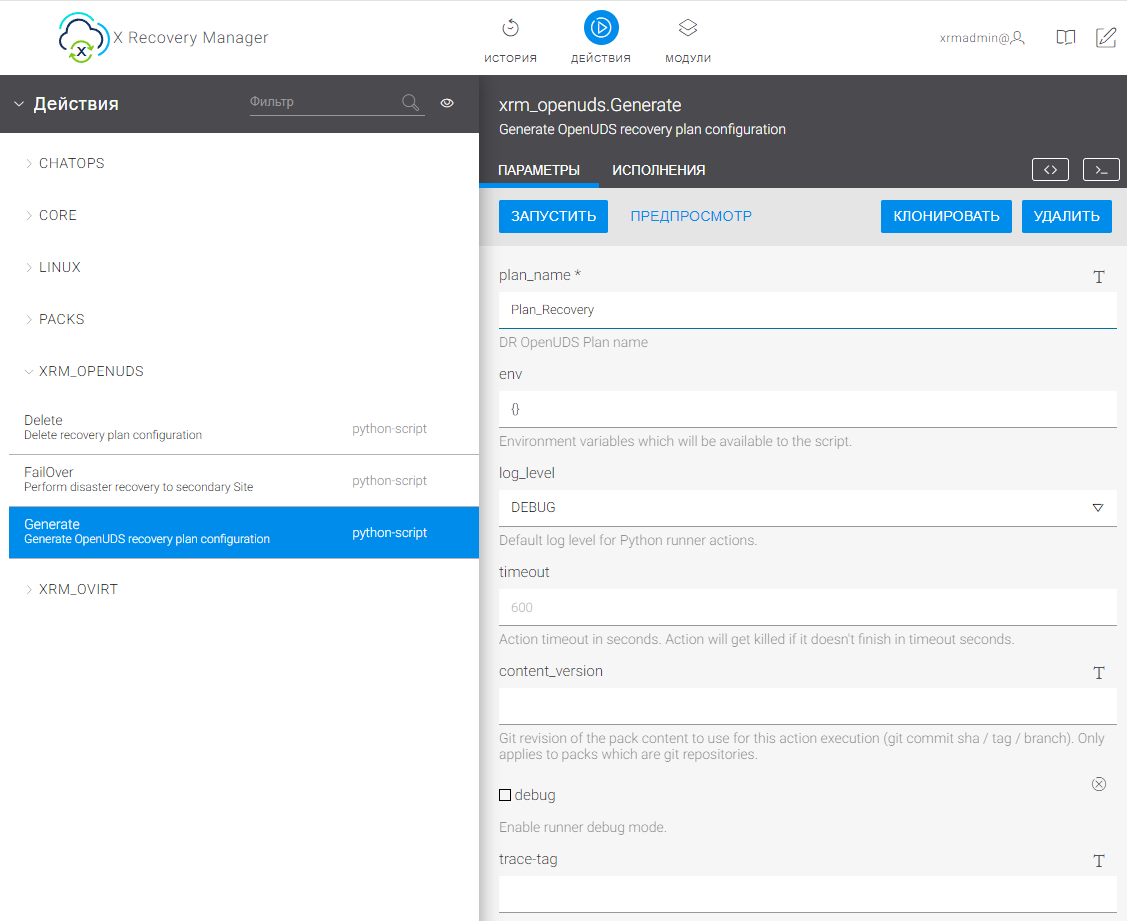 X Recovery Manager
ИСТОРИЯ
ДЕЙСТВИЯ
МОДУЛИ
xrmadmin@
Действия
Фильтр
CHATOPS
CORE
LINUX
PACKS
XRM_OPENUDS
Delete
Delete recovery plan configuration
python-script
FailOver
Perform disaster recovery to secondary Site
python-script
Generate
Generate OpenUDS recovery plan configuration
python-script
XRM_OVIRT
xrm_openuds.Generate
Generate OpenUDS recovery plan configuration
ПАРАМЕТРЫ ИСПОЛНЕНИЯ
ЗАПУСТИТЬ ПРЕДПРОСМОТР КЛОНИРОВАТЬ УДАЛИТЬ
plan_name *
Plan_Recovery
DR OpenUDS Plan name
env
{}
Environment variables which will be available to the script.
log_level
DEBUG
Default log level for Python runner actions.
timeout
600
Action timeout in seconds. Action will get killed if it doesn't finish in timeout seconds.
content_version
Git revision of the pack content to use for this action execution (git commit sha / tag / branch). Only
applies to packs which are git repositories.
debug
Enable runner debug mode.
trace-tag